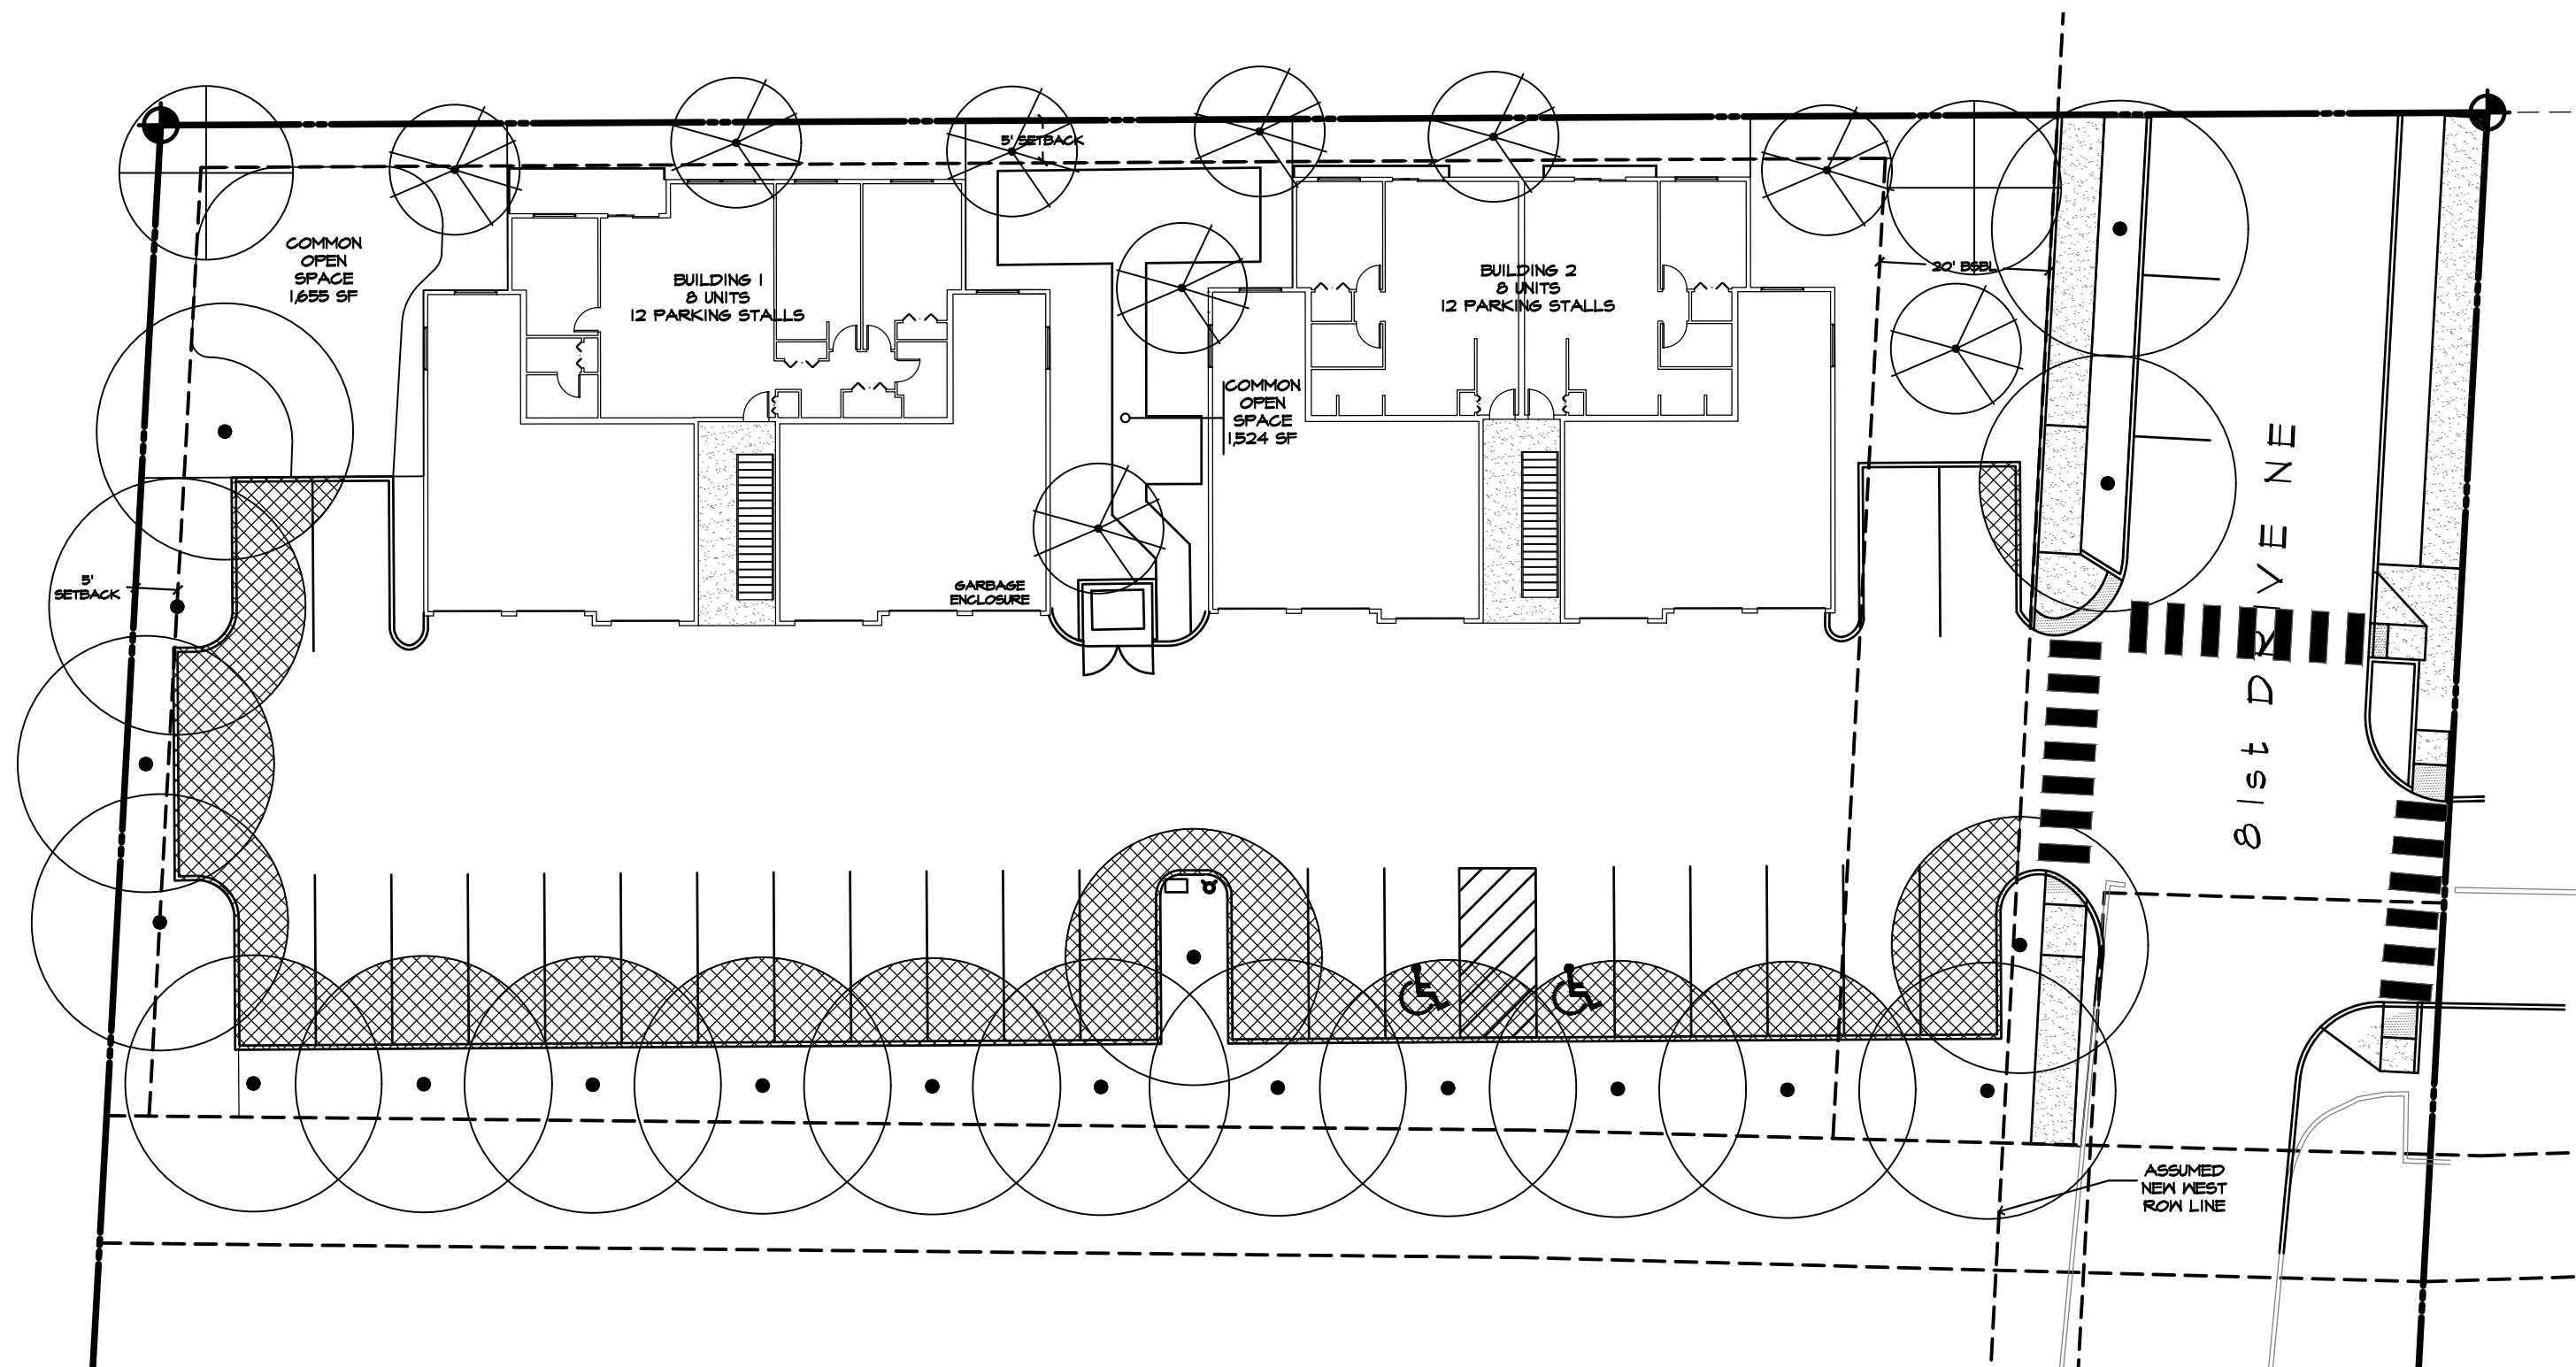 5' SETBACK
COMMON
OPEN
SPACE
1,655 SF
BUILDING 1
8 UNITS
12 PARKING STALLS
BUILDING 2
8 UNITS
12 PARKING STALLS
20' BSBL
COMMON
OPEN
SPACE
1,524 SF
5'
SETBACK
GARBAGE
ENCLOSURE
81st DRIVE NE
ASSUMED
NEW WEST
ROW LINE